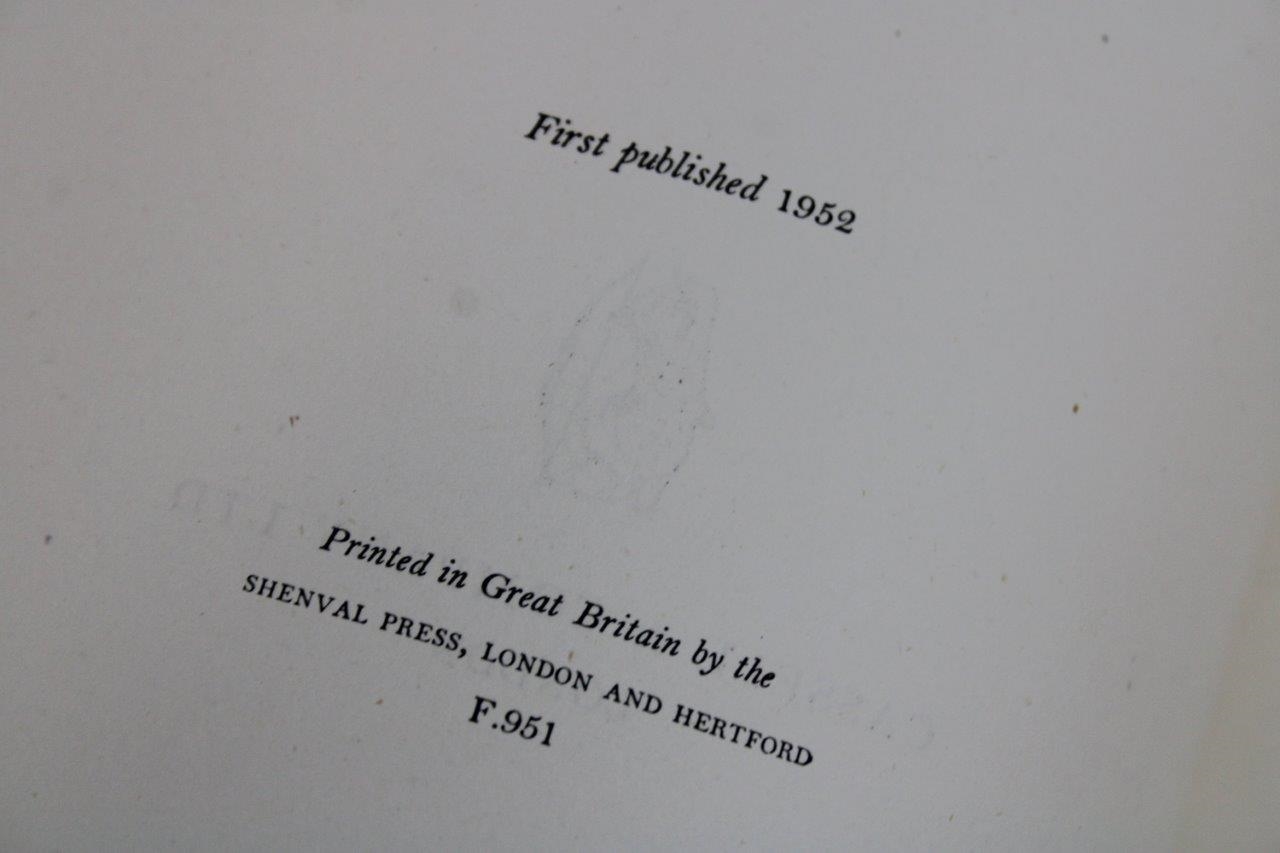 First published 1952
Printed in Great Britain by the
SHENVAL PRESS, LONDON AND HERTFORD
F.951